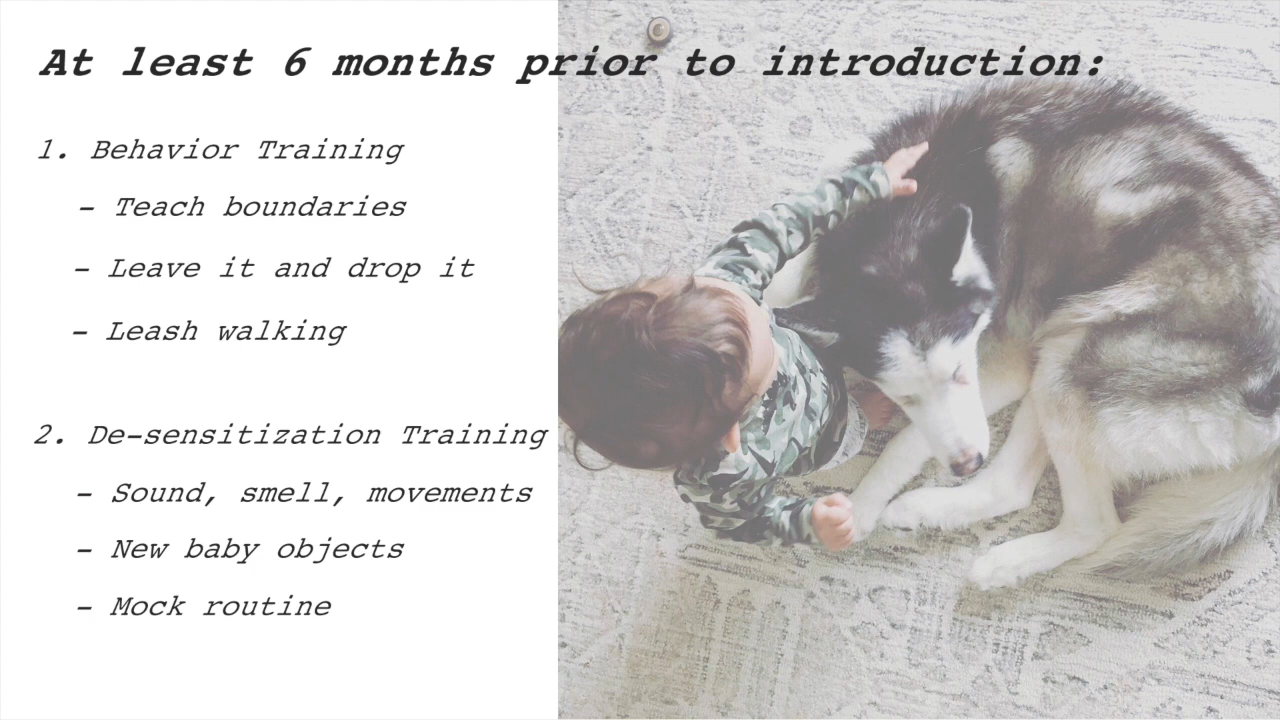 At least 6 months prior to introduction:
1. Behavior Training
- Teach boundaries
- Leave it and drop it
- Leash walking
2. De-sensitization Training
- Sound, smell, movements
- New baby objects
- Mock routine